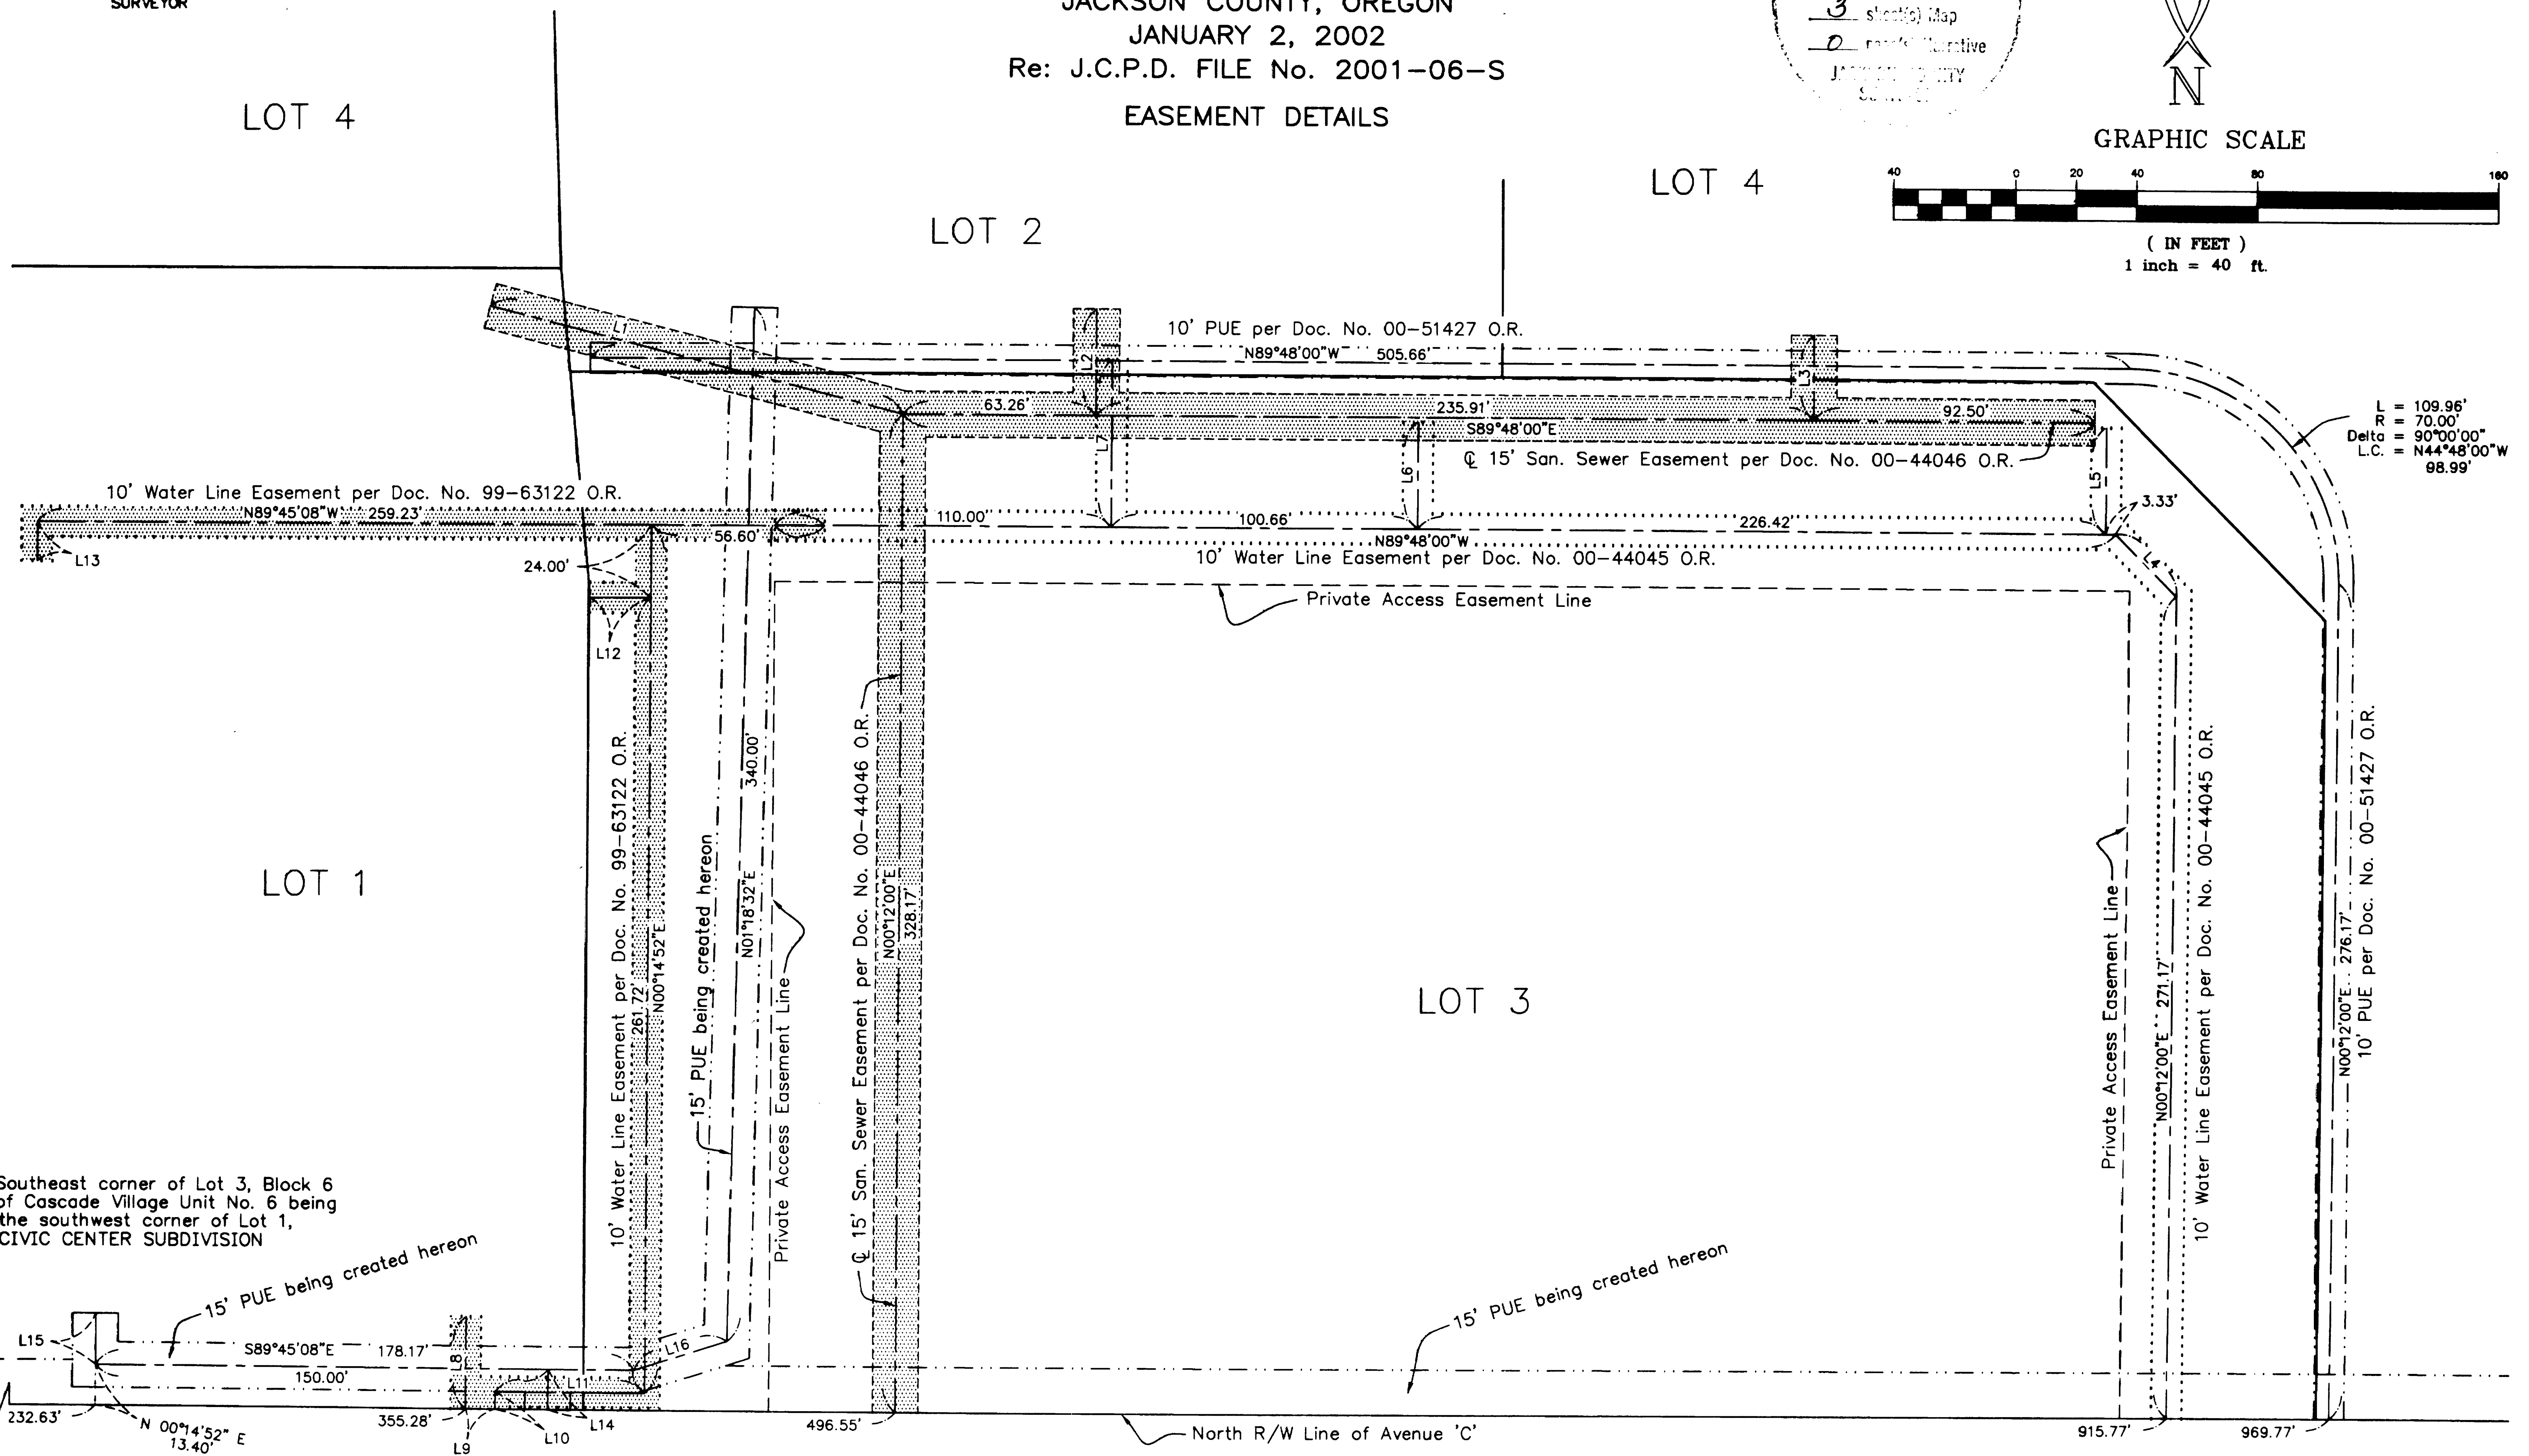 SURVEYOR
JACKSON COUNTY, OREGON
JANUARY 2, 2002
Re: J.C.P.D. FILE No. 2001-06-S
EASEMENT DETAILS
3 sheet(s) Map
0
N
GRAPHIC SCALE
40 0 20 40 80 160
( IN FEET )
1 inch = 40 ft.
LOT 4
LOT 2
LOT 4
L1
L2
L3
10' PUE per Doc. No. 00-51427 O.R.
N89°48'00"W 505.66'
63.26'
235.91'
92.50'
S89°48'00"E
℄ 15' San. Sewer Easement per Doc. No. 00-44046 O.R.
L = 109.96'
R = 70.00'
Delta = 90°00'00"
L.C. = N44°48'00"W
98.99'
L7
L6
L5
3.33'
L4
10' Water Line Easement per Doc. No. 99-63122 O.R.
N89°45'08"W 259.23'
L13
24.00'
56.60'
110.00'
100.66'
226.42'
N89°48'00"W
10' Water Line Easement per Doc. No. 00-44045 O.R.
Private Access Easement Line
L12
LOT 1
LOT 3
10' Water Line Easement per Doc. No. 99-63122 O.R.
261.72'
N00°14'52"E
15' PUE being created hereon
340.00'
N01°18'32"E
Private Access Easement Line
℄ 15' San. Sewer Easement per Doc. No. 00-44046 O.R.
N00°12'00"E
328.17'
Private Access Easement Line
N00°12'00"E 271.17'
10' Water Line Easement per Doc. No. 00-44045 O.R.
N00°12'00"E 276.17'
10' PUE per Doc. No. 00-51427 O.R.
Southeast corner of Lot 3, Block 6
of Cascade Village Unit No. 6 being
the southwest corner of Lot 1,
CIVIC CENTER SUBDIVISION
15' PUE being created hereon
15' PUE being created hereon
L15
S89°45'08"E 178.17'
150.00'
L8
L11
L16
232.63'
N 00°14'52" E
13.40'
355.28'
L9
L10
L14
496.55'
North R/W Line of Avenue 'C'
915.77'
969.77'